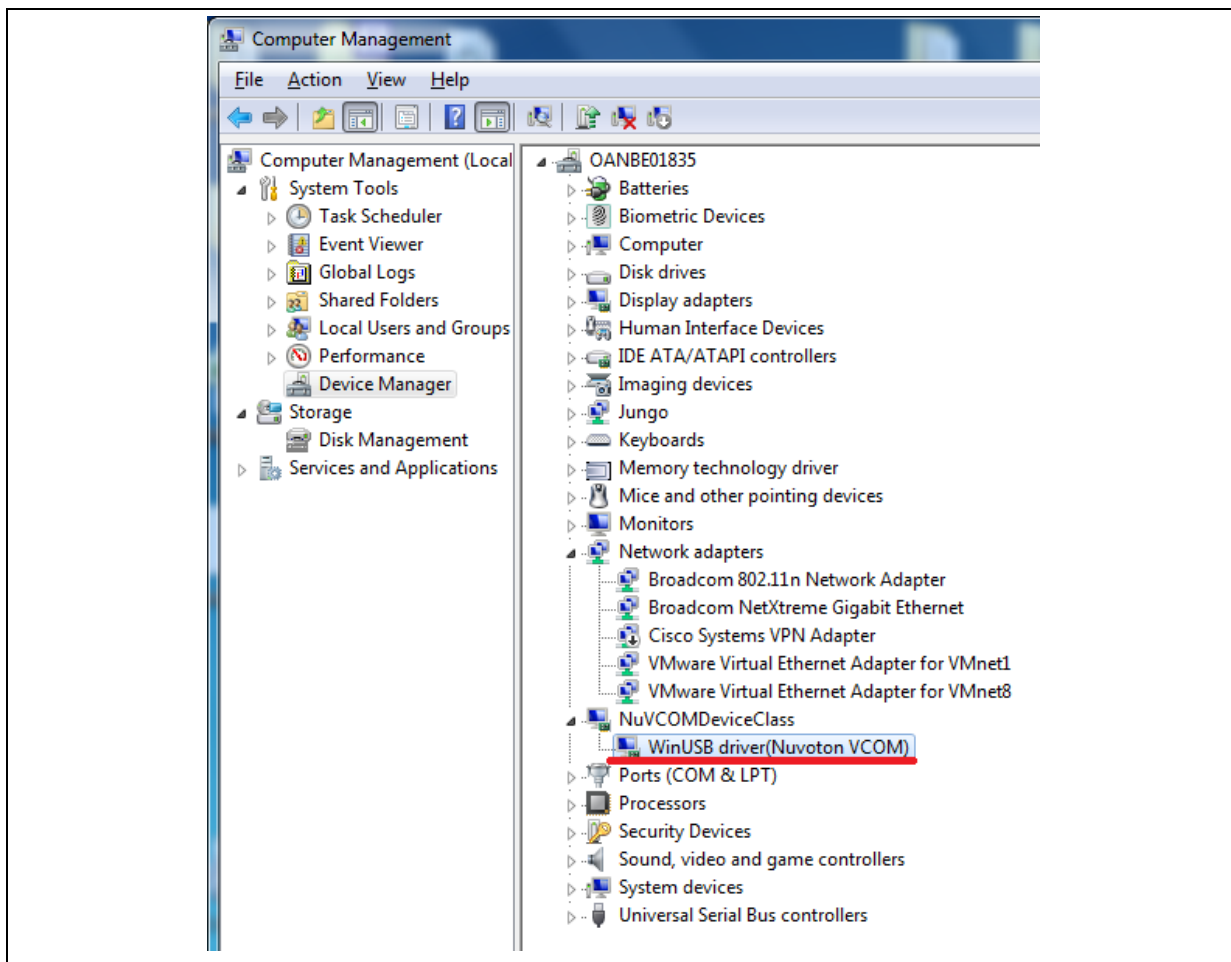 Computer Management
File Action View Help
Computer Management (Local
System Tools
Task Scheduler
Event Viewer
Global Logs
Shared Folders
Local Users and Groups
Performance
Device Manager
Storage
Disk Management
Services and Applications
OANBE01835
Batteries
Biometric Devices
Computer
Disk drives
Display adapters
Human Interface Devices
IDE ATA/ATAPI controllers
Imaging devices
Jungo
Keyboards
Memory technology driver
Mice and other pointing devices
Monitors
Network adapters
Broadcom 802.11n Network Adapter
Broadcom NetXtreme Gigabit Ethernet
Cisco Systems VPN Adapter
VMware Virtual Ethernet Adapter for VMnet1
VMware Virtual Ethernet Adapter for VMnet8
NuVCOMDeviceClass
WinUSB driver(Nuvoton VCOM)
Ports (COM & LPT)
Processors
Security Devices
Sound, video and game controllers
System devices
Universal Serial Bus controllers